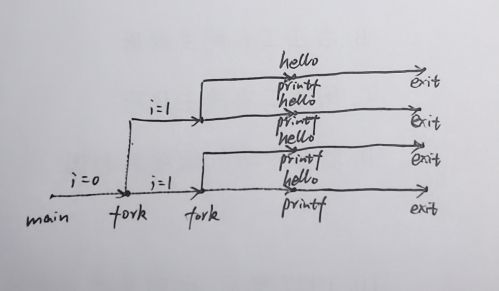 hello
printf exit
i=1 hello
printf exit
hello
printf exit
i=0 i=1 hello
main fork fork printf exit